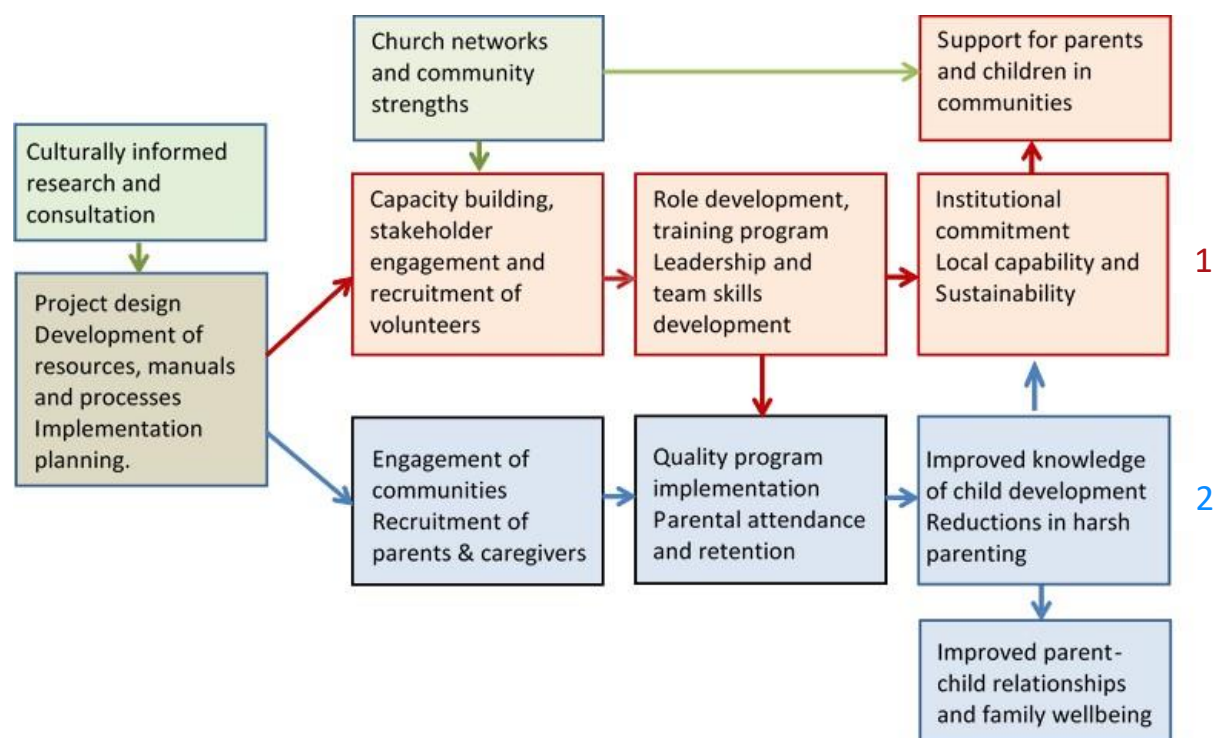 Church networks
and community
strengths
Support for parents
and children in
communities
Culturally informed
research and
consultation
Capacity building,
stakeholder
engagement and
recruitment of
volunteers
Role development,
training program
Leadership and
team skills
development
Institutional
commitment
Local capability and
Sustainability
1
Project design
Development of
resources, manuals
and processes
Implementation
planning.
Engagement of
communities
Recruitment of
parents & caregivers
Quality program
implementation
Parental attendance
and retention
Improved knowledge
of child development
Reductions in harsh
parenting
2
Improved parent-
child relationships
and family wellbeing